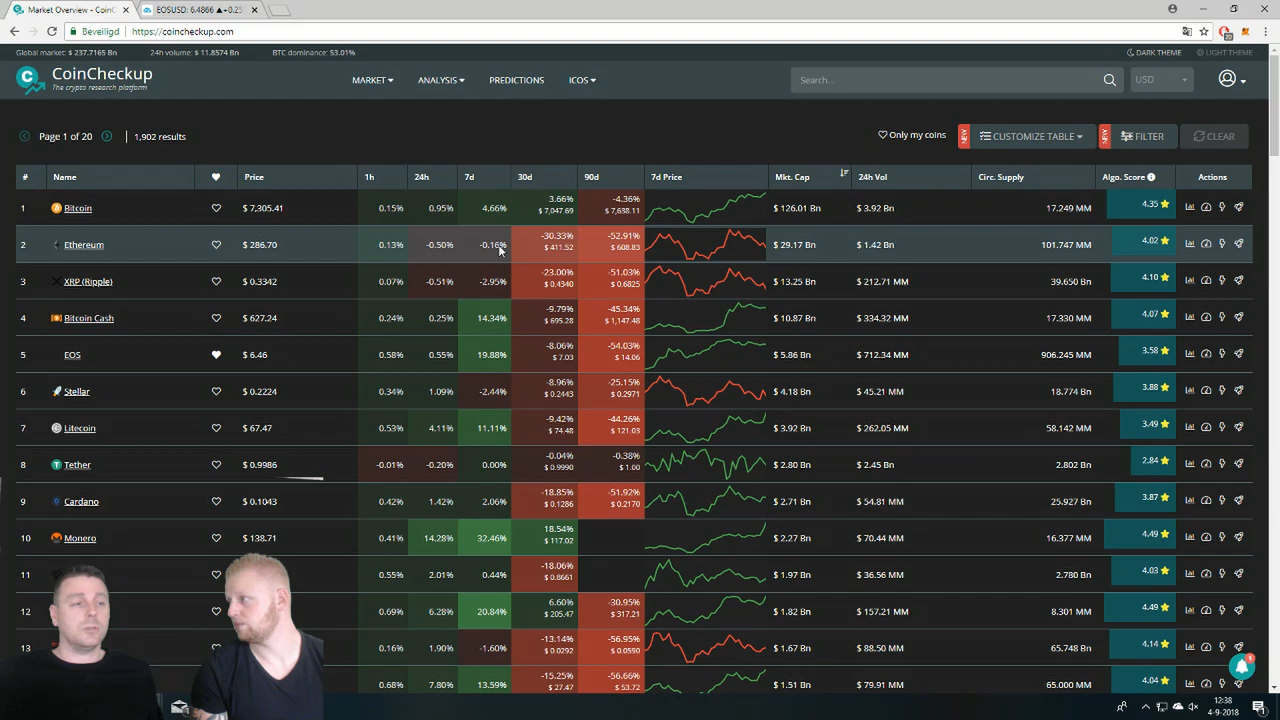 Market Overview - CoinC
EOSUSD: 6.4866 ▲+0.25
Beveiligd | https://coincheckup.com
20
Global market: $ 237.7165 Bn 24h volume: $ 11.8574 Bn BTC dominance: 53.01% DARK THEME LIGHT THEME
CoinCheckup
The crypto research platform
MARKET ANALYSIS PREDICTIONS ICOS Search... USD
Page 1 of 20 | 1,902 results Only my coins NEW CUSTOMIZE TABLE NEW FILTER CLEAR
# Name Price 1h 24h 7d 30d 90d 7d Price Mkt. Cap 24h Vol Circ. Supply Algo. Score Actions
1 Bitcoin $ 7,305.41 0.15% 0.95% 4.66% 3.66% -4.36% $ 126.01 Bn $ 3.92 Bn 17.249 MM 4.35
$ 7,047.69 $ 7,638.11
2 Ethereum $ 286.70 0.13% -0.50% -0.16% -30.33% -52.91% $ 29.17 Bn $ 1.42 Bn 101.747 MM 4.02
$ 411.52 $ 608.83
3 XRP (Ripple) $ 0.3342 0.07% -0.51% -2.95% -23.00% -51.03% $ 13.25 Bn $ 212.71 MM 39.650 Bn 4.10
$ 0.4340 $ 0.6825
4 Bitcoin Cash $ 627.24 0.24% 0.25% 14.34% -9.79% -45.34% $ 10.87 Bn $ 334.32 MM 17.330 MM 4.07
$ 695.28 $ 1,147.48
5 EOS $ 6.46 0.58% 0.55% 19.88% -8.06% -54.03% $ 5.86 Bn $ 712.34 MM 906.245 MM 3.58
$ 7.03 $ 14.06
6 Stellar $ 0.2224 0.34% 1.09% -2.44% -8.96% -25.15% $ 4.18 Bn $ 45.21 MM 18.774 Bn 3.88
$ 0.2443 $ 0.2971
7 Litecoin $ 67.47 0.53% 4.11% 11.11% -9.42% -44.26% $ 3.92 Bn $ 262.05 MM 58.142 MM 3.49
$ 74.48 $ 121.03
8 Tether $ 0.9986 -0.01% -0.20% 0.00% -0.04% -0.38% $ 2.80 Bn $ 2.45 Bn 2.802 Bn 2.84
$ 0.9990 $ 1.00
9 Cardano $ 0.1043 0.42% 1.42% 2.06% -18.85% -51.92% $ 2.71 Bn $ 54.81 MM 25.927 Bn 3.87
$ 0.1286 $ 0.2170
10 Monero $ 138.71 0.41% 14.28% 32.46% 18.54% $ 2.27 Bn $ 70.44 MM 16.377 MM 4.49
$ 117.02
11 0.55% 2.01% 0.44% -18.06% $ 1.97 Bn $ 36.56 MM 2.780 Bn 4.03
$ 0.8661
12 0.69% 6.28% 20.84% 6.60% -30.95% $ 1.82 Bn $ 157.21 MM 8.301 MM 4.49
$ 205.47 $ 317.21
13 0.16% 1.90% -1.60% -13.14% -56.95% $ 1.67 Bn $ 88.50 MM 65.748 Bn 4.14
$ 0.0292 $ 0.0590
0.68% 7.80% 13.59% -15.25% -56.66% $ 1.51 Bn $ 79.91 MM 65.000 MM 4.04
$ 27.47 $ 53.72
1
12:38
4-9-2018
1